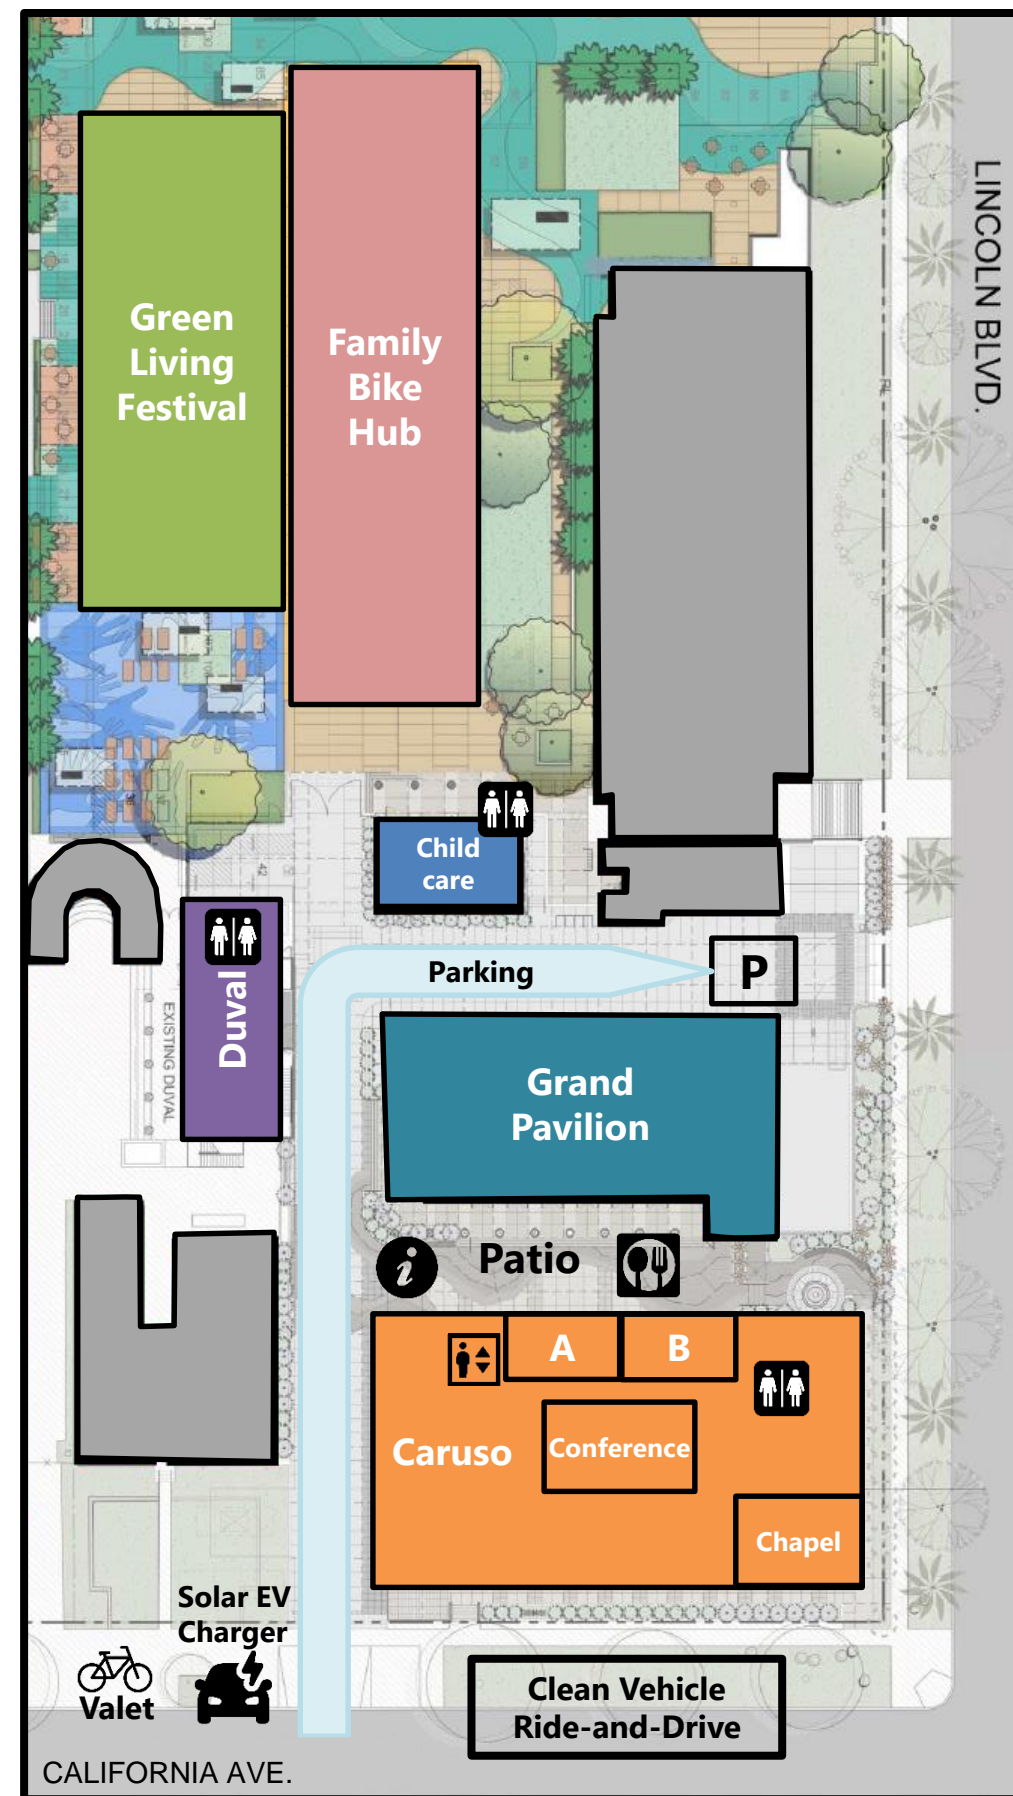 LINCOLN BLVD.
Green
Living
Festival
Family
Bike
Hub
Child
care
42
Duval
EXISTING DUVAL
Parking
P
Grand
Pavilion
i
Patio
A
B
Caruso
Conference
Chapel
Solar EV
Charger
Valet
Clean Vehicle
Ride-and-Drive
CALIFORNIA AVE.